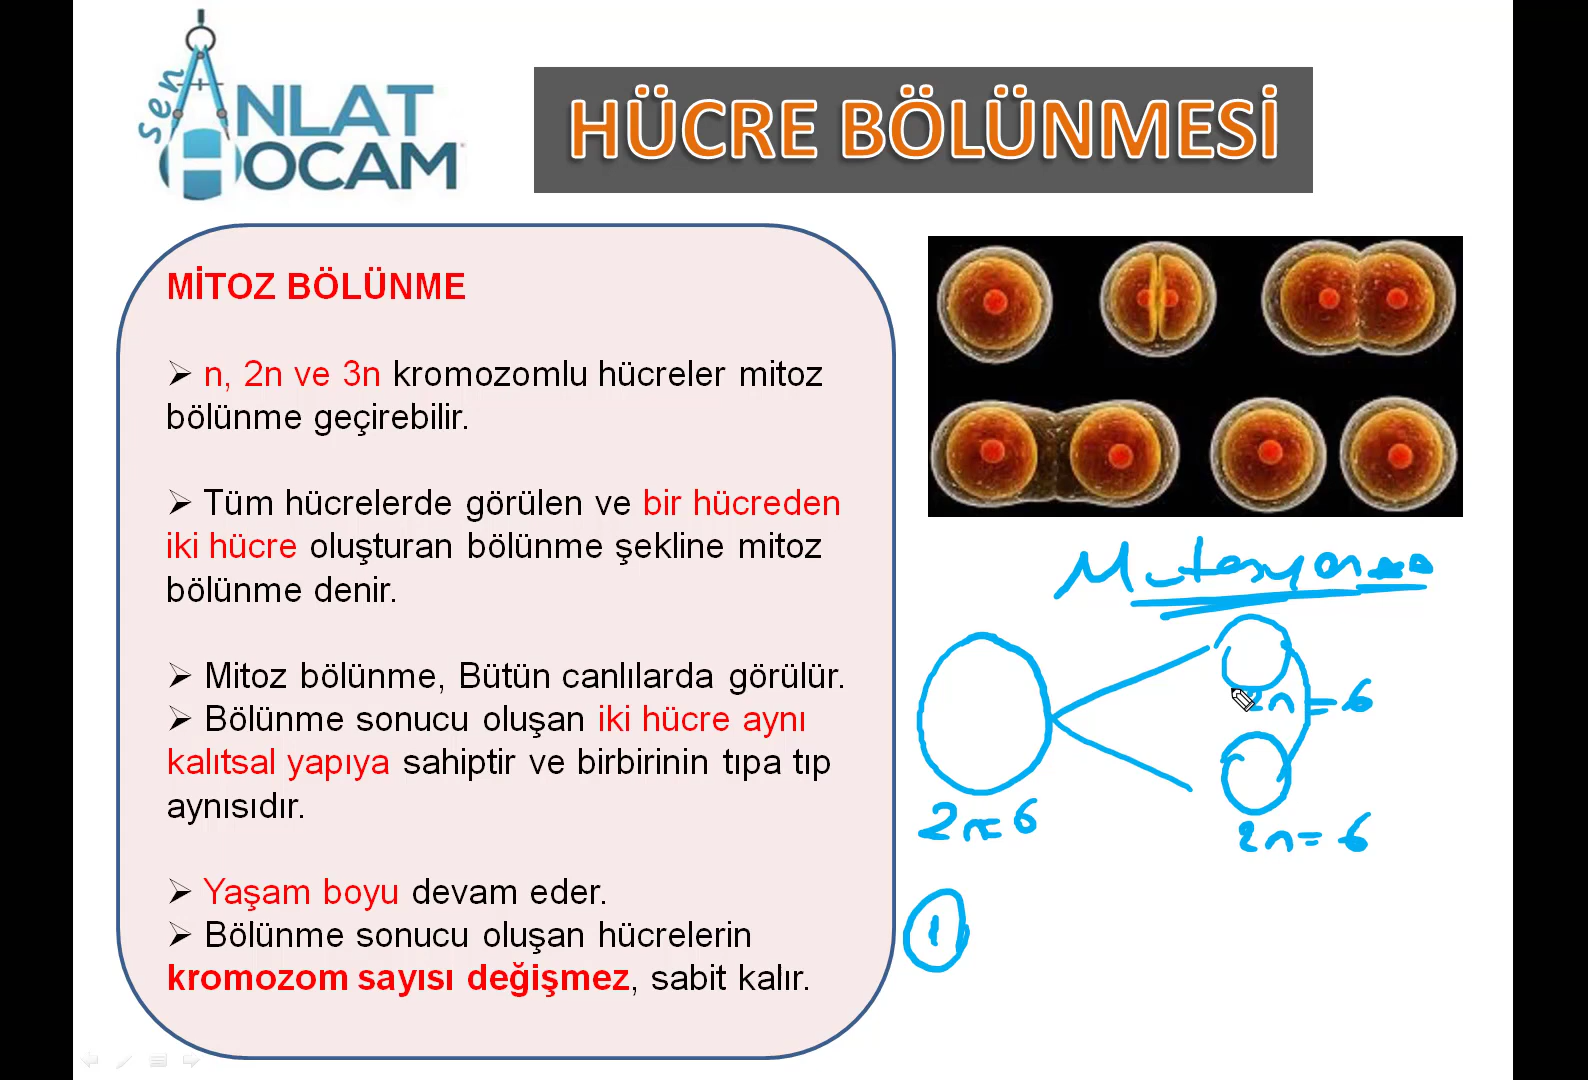 sen
ANLAT
HOCAM
HÜCRE BÖLÜNMESİ
MİTOZ BÖLÜNME
➢ n, 2n ve 3n kromozomlu hücreler mitoz
bölünme geçirebilir.
➢ Tüm hücrelerde görülen ve bir hücreden
iki hücre oluşturan bölünme şekline mitoz
bölünme denir.
➢ Mitoz bölünme, Bütün canlılarda görülür.
➢ Bölünme sonucu oluşan iki hücre aynı
kalıtsal yapıya sahiptir ve birbirinin tıpa tıp
aynısıdır.
➢ Yaşam boyu devam eder.
➢ Bölünme sonucu oluşan hücrelerin
kromozom sayısı değişmez, sabit kalır.
2n=6
2n=6
2n=6
1